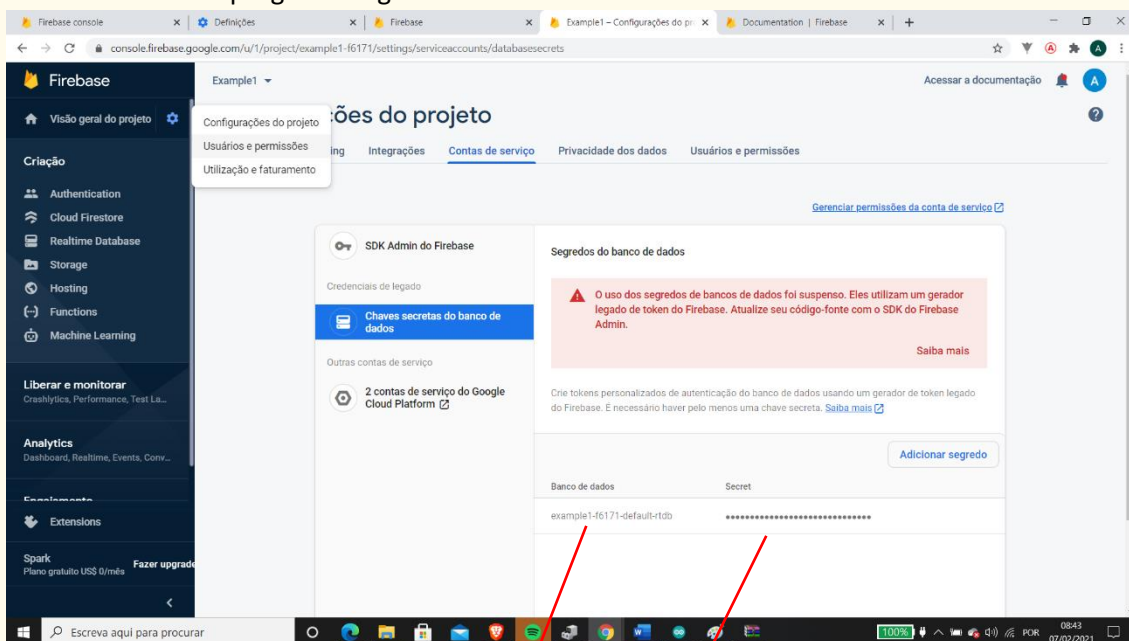 Firebase console
Definições
Firebase
Example1 – Configurações do pr
Documentation | Firebase
console.firebase.google.com/u/1/project/example1-f6171/settings/serviceaccounts/databasesecrets
Firebase
Example1
Acessar a documentação
A
Visão geral do projeto
Configurações do projeto
Usuários e permissões
Utilização e faturamento
ções do projeto
ing
Integrações
Contas de serviço
Privacidade dos dados
Usuários e permissões
Criação
Authentication
Cloud Firestore
Realtime Database
Storage
Hosting
Functions
Machine Learning
Gerenciar permissões da conta de serviço
SDK Admin do Firebase
Credenciais de legado
Chaves secretas do banco de
dados
Outras contas de serviço
2 contas de serviço do Google
Cloud Platform
Segredos do banco de dados
O uso dos segredos de bancos de dados foi suspenso. Eles utilizam um gerador
legado de token do Firebase. Atualize seu código-fonte com o SDK do Firebase
Admin.
Saiba mais
Crie tokens personalizados de autenticação do banco de dados usando um gerador de token legado
do Firebase. É necessário haver pelo menos uma chave secreta. Saiba mais
Adicionar segredo
Banco de dados
Secret
example1-f6171-default-rtdb
••••••••••••••••••••••••••••••
Liberar e monitorar
Crashlytics, Performance, Test La...
Analytics
Dashboard, Realtime, Events, Conv...
Engajamento
Extensions
Spark
Plano gratuito US$ 0/mês
Fazer upgrade
Escreva aqui para procurar
100%
POR
08:43
07/02/2021